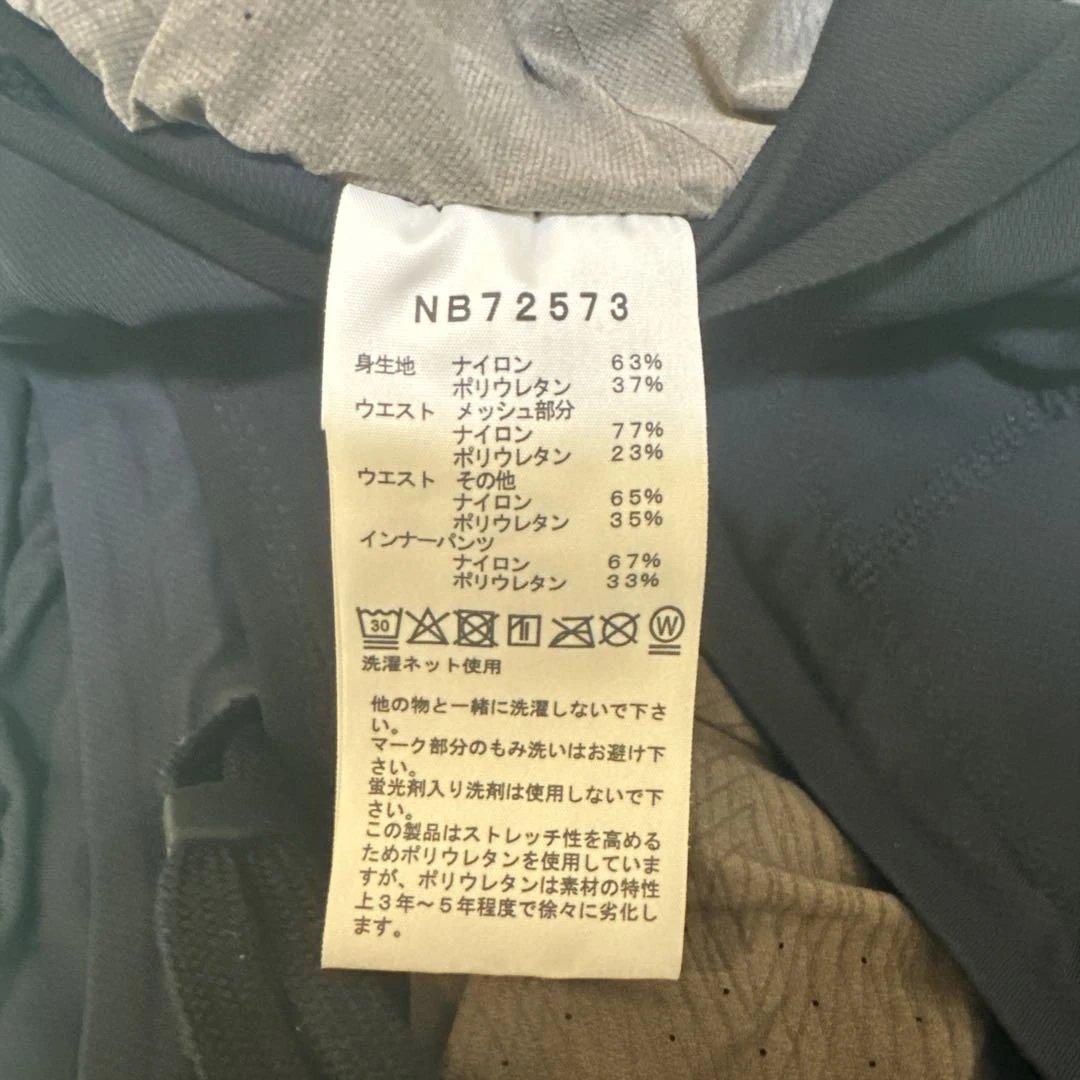 NB72573
身生地 ナイロン 63%
ポリウレタン 37%
ウエスト メッシュ部分
ナイロン 77%
ポリウレタン 23%
ウエスト その他
ナイロン 65%
ポリウレタン 35%
インナーパンツ
ナイロン 67%
ポリウレタン 33%
30 W
洗濯ネット使用
他の物と一緒に洗濯しないで下さ
い。
マーク部分のもみ洗いはお避け下
さい。
蛍光剤入り洗剤は使用しないで下
さい。
この製品はストレッチ性を高める
ためポリウレタンを使用していま
すが、ポリウレタンは素材の特性
上3年～5年程度で徐々に劣化し
ます。